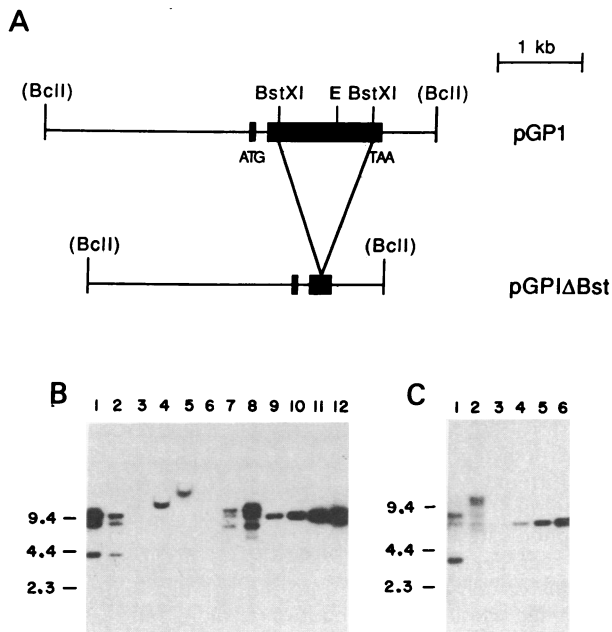 A
1 kb
BstXI E BstXI
(BclI) (BclI)
ATG TAA pGP1
(BclI) (BclI)
pGPIΔBst
B
1 2 3 4 5 6 7 8 9 10 11 12
9.4 –
4.4 –
2.3 –
C
1 2 3 4 5 6
9.4 –
4.4 –
2.3 –